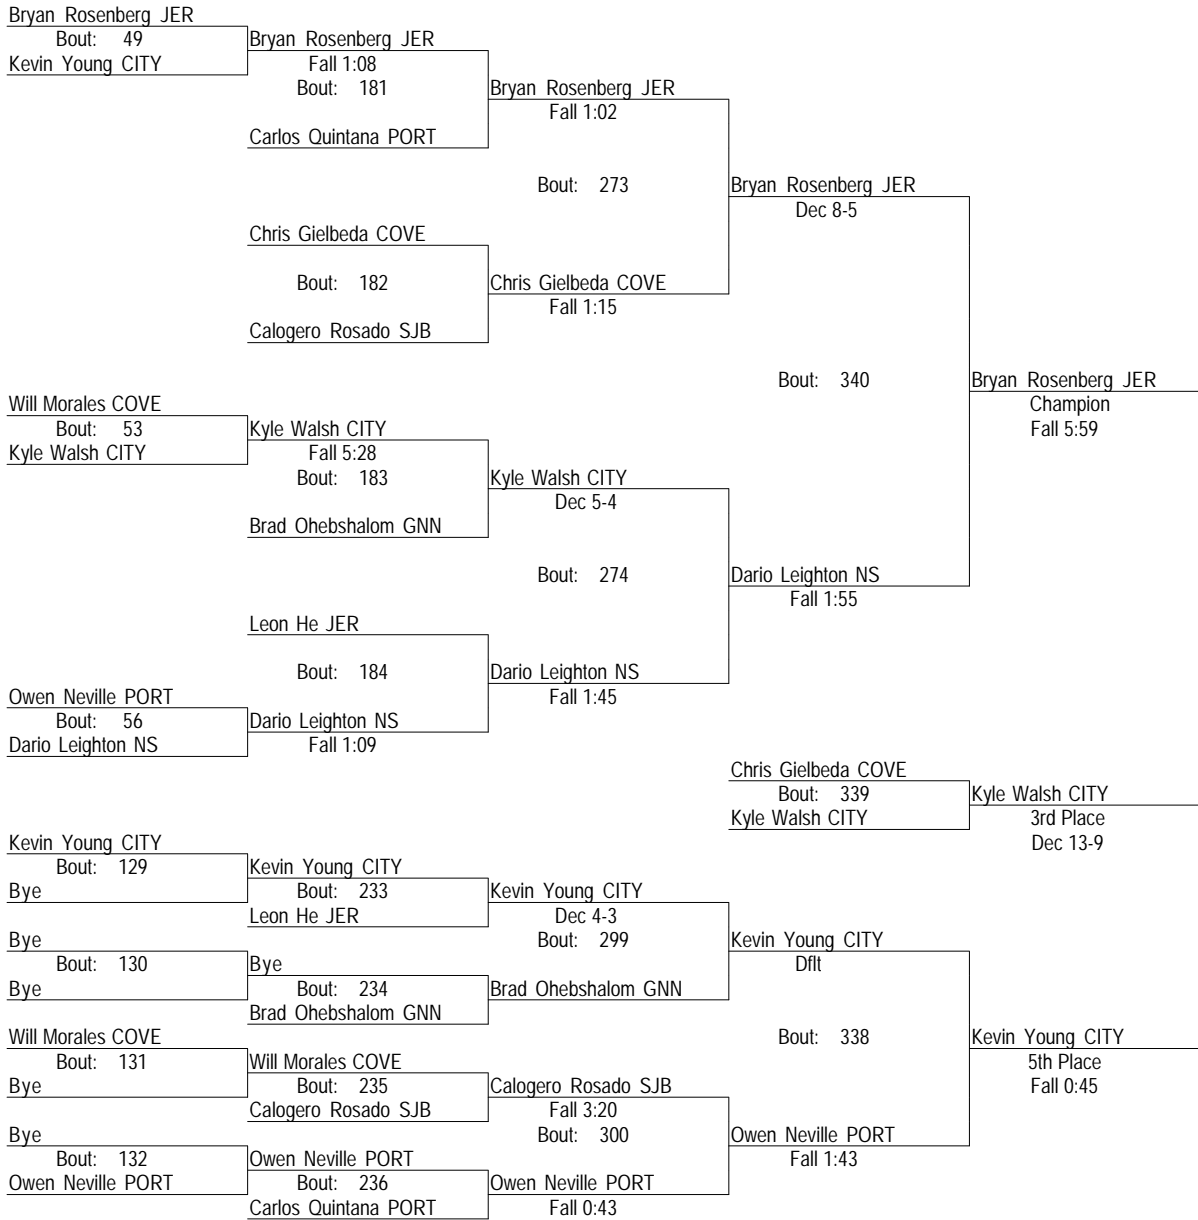 Bryan Rosenberg JER
Bout: 49
Bryan Rosenberg JER
Kevin Young CITY
Fall 1:08
Bout: 181
Bryan Rosenberg JER
Fall 1:02
Carlos Quintana PORT
Bout: 273
Bryan Rosenberg JER
Dec 8-5
Chris Gielbeda COVE
Bout: 182
Chris Gielbeda COVE
Fall 1:15
Calogero Rosado SJB
Bout: 340
Bryan Rosenberg JER
Champion
Fall 5:59
Will Morales COVE
Bout: 53
Kyle Walsh CITY
Kyle Walsh CITY
Fall 5:28
Bout: 183
Kyle Walsh CITY
Dec 5-4
Brad Ohebshalom GNN
Bout: 274
Dario Leighton NS
Fall 1:55
Leon He JER
Bout: 184
Dario Leighton NS
Fall 1:45
Owen Neville PORT
Bout: 56
Dario Leighton NS
Dario Leighton NS
Fall 1:09
Chris Gielbeda COVE
Bout: 339
Kyle Walsh CITY
Kyle Walsh CITY
3rd Place
Dec 13-9
Kevin Young CITY
Bout: 129
Kevin Young CITY
Bye
Bout: 233
Kevin Young CITY
Leon He JER
Dec 4-3
Bye
Bout: 299
Kevin Young CITY
Bout: 130
Bye
Dflt
Bye
Bout: 234
Brad Ohebshalom GNN
Brad Ohebshalom GNN
Will Morales COVE
Bout: 338
Kevin Young CITY
Bout: 131
Will Morales COVE
5th Place
Bye
Bout: 235
Calogero Rosado SJB
Fall 0:45
Calogero Rosado SJB
Fall 3:20
Bye
Bout: 300
Owen Neville PORT
Bout: 132
Owen Neville PORT
Fall 1:43
Owen Neville PORT
Bout: 236
Owen Neville PORT
Carlos Quintana PORT
Fall 0:43